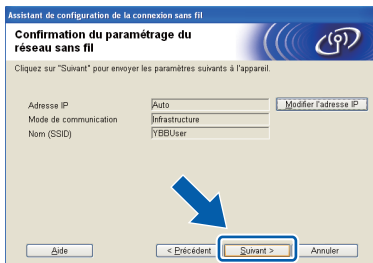 Assistant de configuration de la connexion sans fil
Confirmation du paramétrage du
réseau sans fil
Cliquez sur "Suivant" pour envoyer les paramètres suivants à l'appareil.
Adresse IP Auto Modifier l'adresse IP
Mode de communication Infrastructure
Nom (SSID) YBBUser
Aide < Précédent Suivant > Annuler